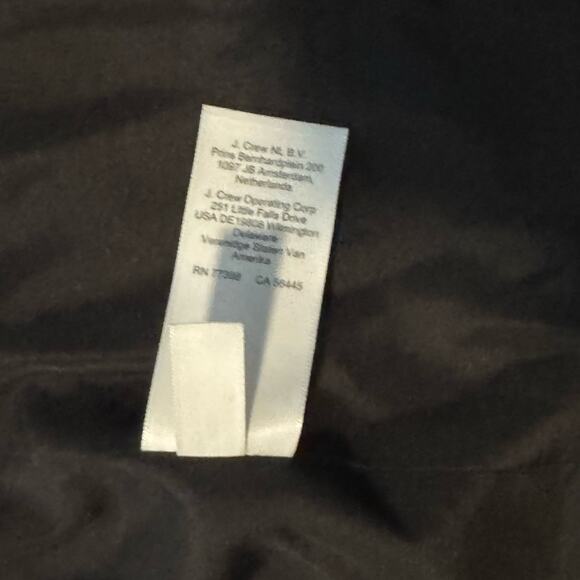 J. Crew NL B.V.
Prins Bernhardplein 200
1097 JB Amsterdam,
Netherlands
J. Crew Operating Corp
251 Little Falls Drive
USA DE19808 Wilmington
Delaware
Verenidge Staten Van
Amerika
RN 77388 CA 56445